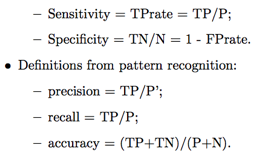 – Sensitivity = TPrate = TP/P;
– Specificity = TN/N = 1 - FPrate.
• Definitions from pattern recognition:
– precision = TP/P’;
– recall = TP/P;
– accuracy = (TP+TN)/(P+N).